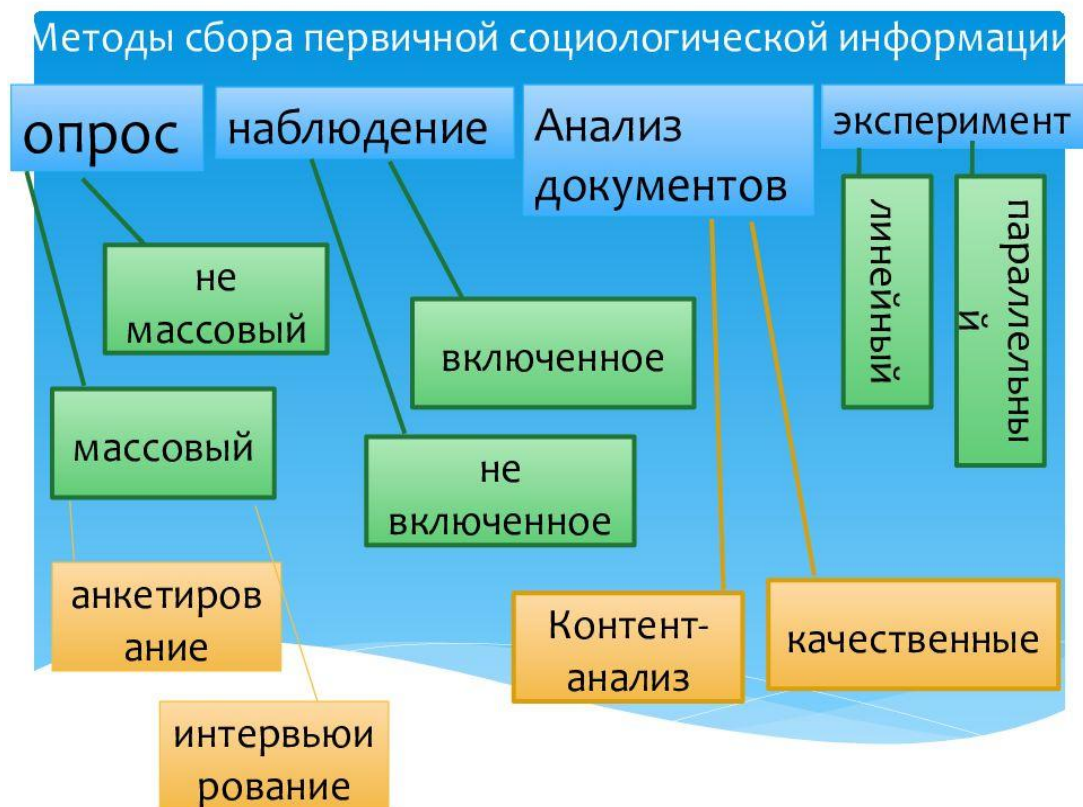 Методы сбора первичной социологической информации
опрос
наблюдение
Анализ
документов
эксперимент
не
массовый
массовый
анкетиров
ание
интервьюи
рование
включенное
не
включенное
Контент-
анализ
качественные
линейный
параллельны
й